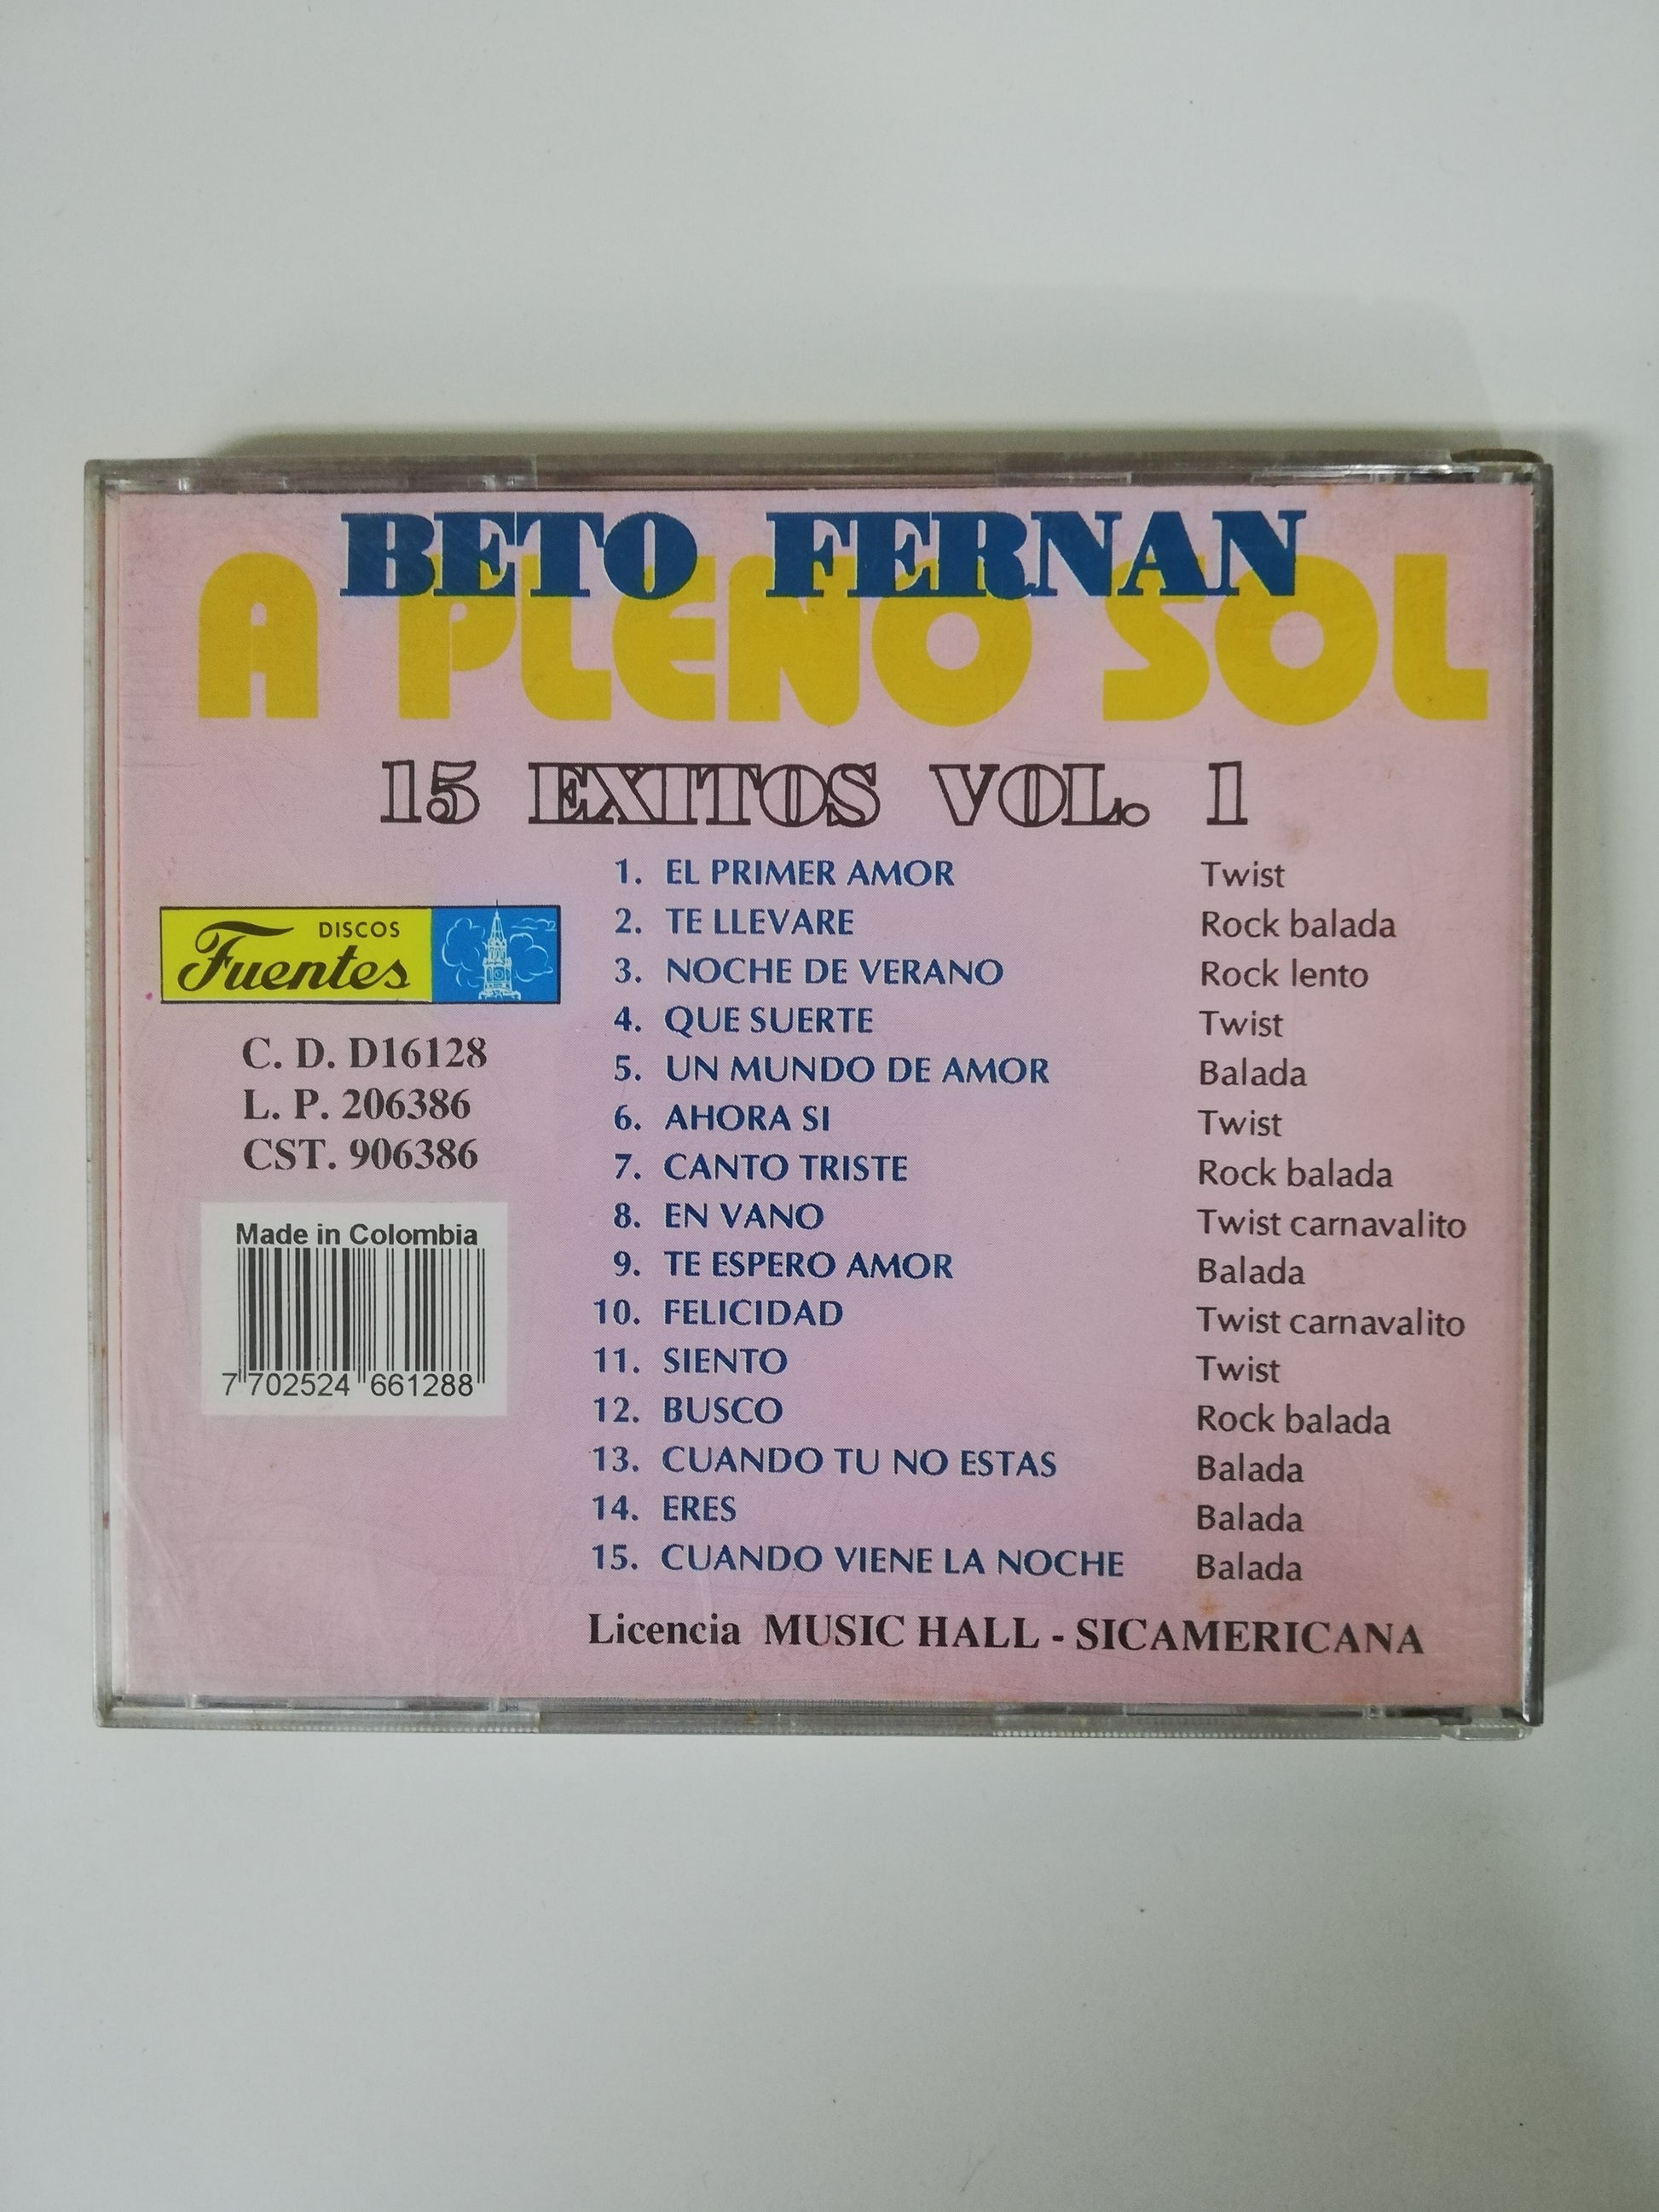 BETO FERNAN
A PLENO SOL
15 EXITOS VOL. 1
DISCOS
Fuentes
C. D. D16128
L. P. 206386
CST. 906386
Made in Colombia
7 702524 661288
1. EL PRIMER AMOR Twist
2. TE LLEVARE Rock balada
3. NOCHE DE VERANO Rock lento
4. QUE SUERTE Twist
5. UN MUNDO DE AMOR Balada
6. AHORA SI Twist
7. CANTO TRISTE Rock balada
8. EN VANO Twist carnavalito
9. TE ESPERO AMOR Balada
10. FELICIDAD Twist carnavalito
11. SIENTO Twist
12. BUSCO Rock balada
13. CUANDO TU NO ESTAS Balada
14. ERES Balada
15. CUANDO VIENE LA NOCHE Balada
Licencia MUSIC HALL - SICAMERICANA